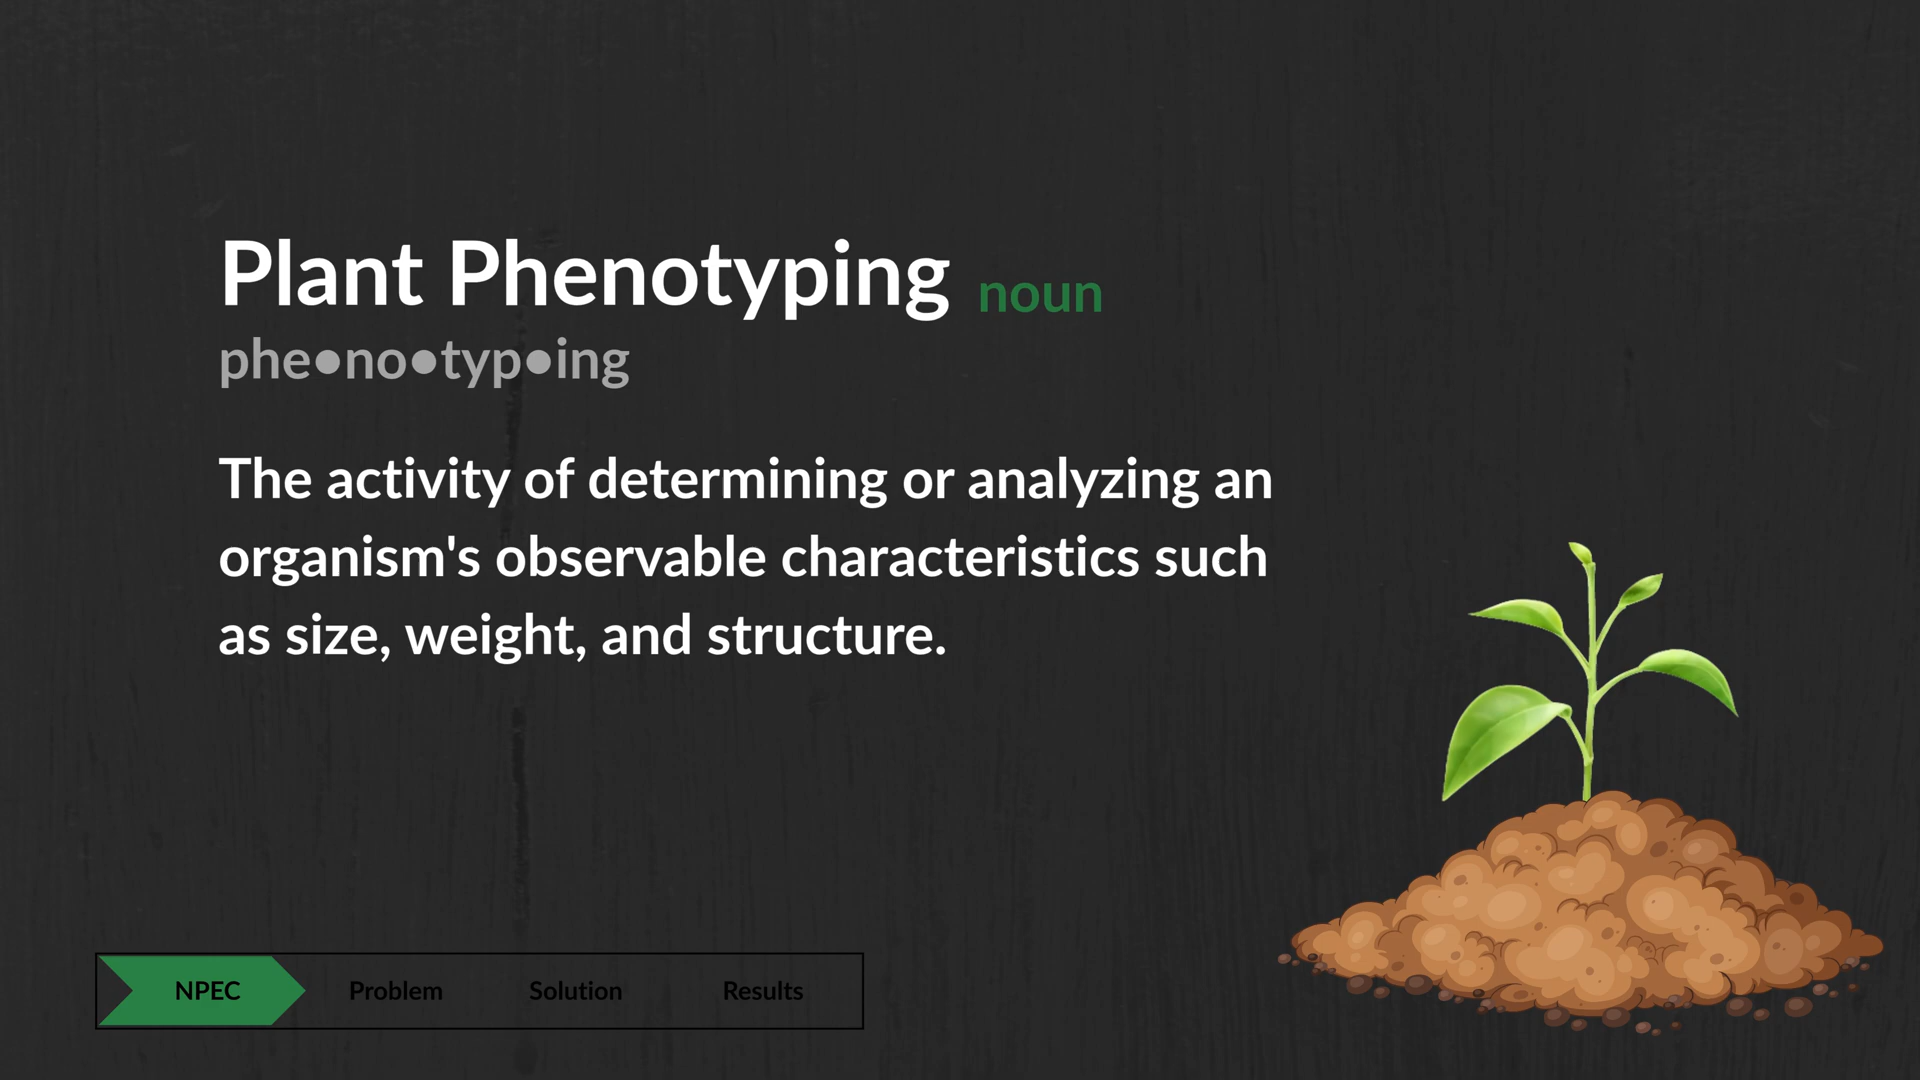 Plant Phenotyping noun
phe●no●typ●ing
The activity of determining or analyzing an
organism's observable characteristics such
as size, weight, and structure.
NPEC Problem Solution Results